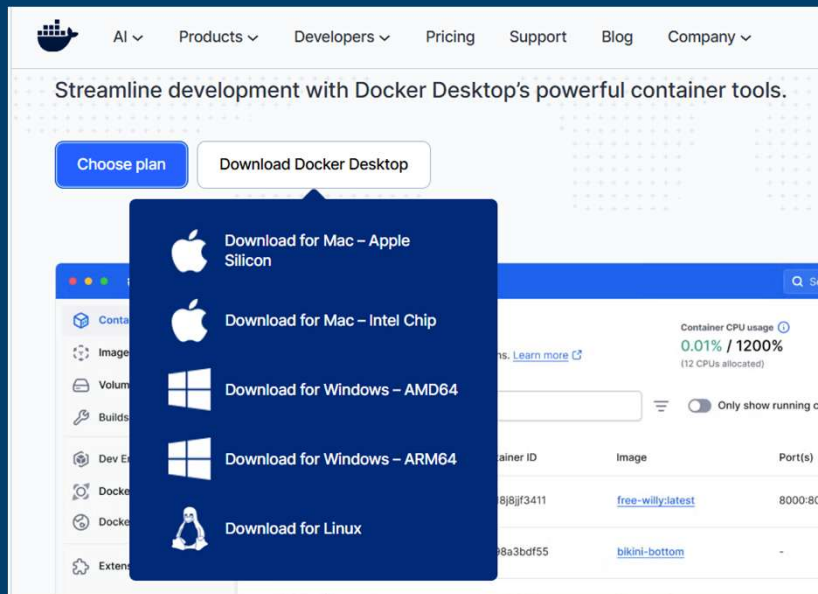 AI Products Developers Pricing Support Blog Company
Streamline development with Docker Desktop's powerful container tools.
Choose plan Download Docker Desktop
Download for Mac – Apple
Silicon
Download for Mac – Intel Chip
Download for Windows – AMD64
Download for Windows – ARM64
Download for Linux
Learn more
Container CPU usage
0.01% / 1200%
(12 CPUs allocated)
Only show running
Image Port(s)
free-willy:latest
bikini-bottom -